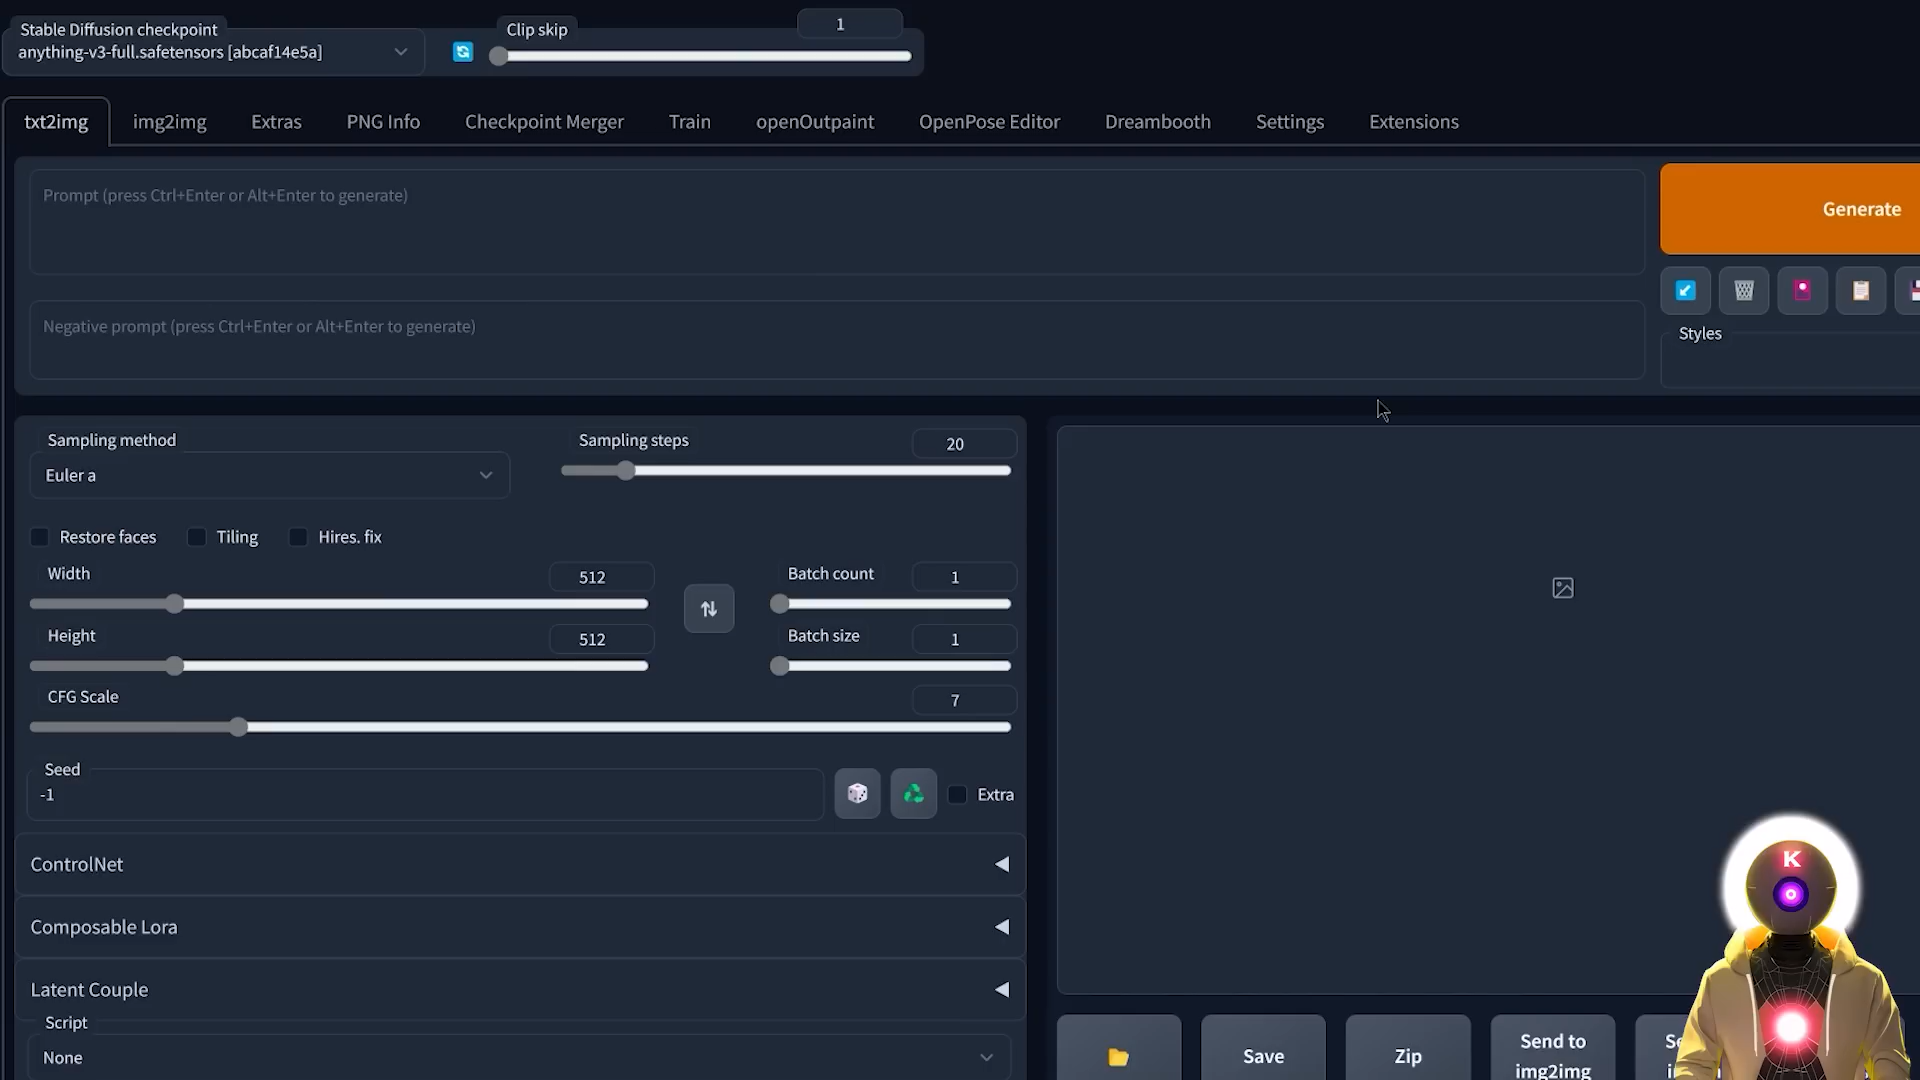 Stable Diffusion checkpoint
anything-v3-full.safetensors [abcaf14e5a]
Clip skip
1
txt2img
img2img
Extras
PNG Info
Checkpoint Merger
Train
openOutpaint
OpenPose Editor
Dreambooth
Settings
Extensions
Prompt (press Ctrl+Enter or Alt+Enter to generate)
Generate
Negative prompt (press Ctrl+Enter or Alt+Enter to generate)
Styles
Sampling method
Euler a
Sampling steps
20
Restore faces
Tiling
Hires. fix
Width
512
Batch count
1
Height
512
Batch size
1
CFG Scale
7
Seed
-1
Extra
ControlNet
Composable Lora
Latent Couple
Script
None
Save
Zip
Send to
img2img
K